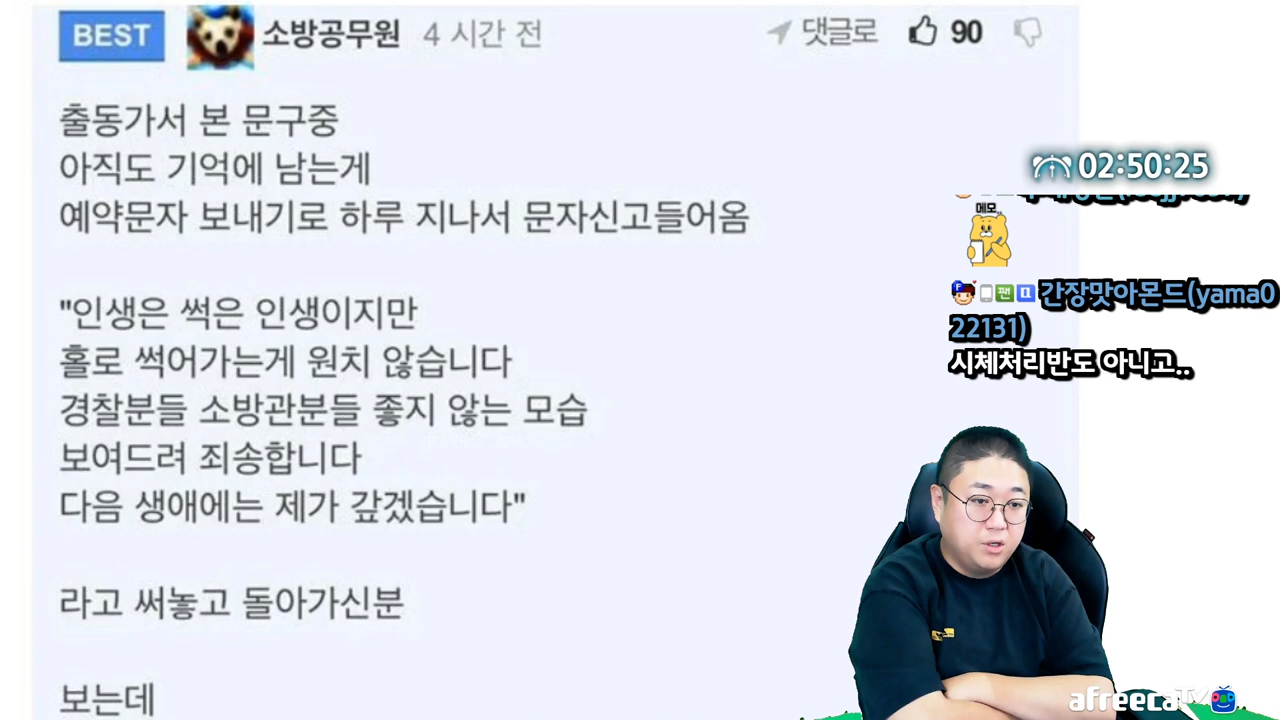 BEST 소방공무원 4 시간 전 댓글로 90
출동가서 본 문구중
아직도 기억에 남는게
예약문자 보내기로 하루 지나서 문자신고들어옴
"인생은 썩은 인생이지만
홀로 썩어가는게 원치 않습니다
경찰분들 소방관분들 좋지 않는 모습
보여드려 죄송합니다
다음 생애에는 제가 갚겠습니다"
라고 써놓고 돌아가신분
보는데
02:50:25
메모
팬
간장맛아몬드(yama0
22131)
시체처리반도 아니고..
afreecaTV